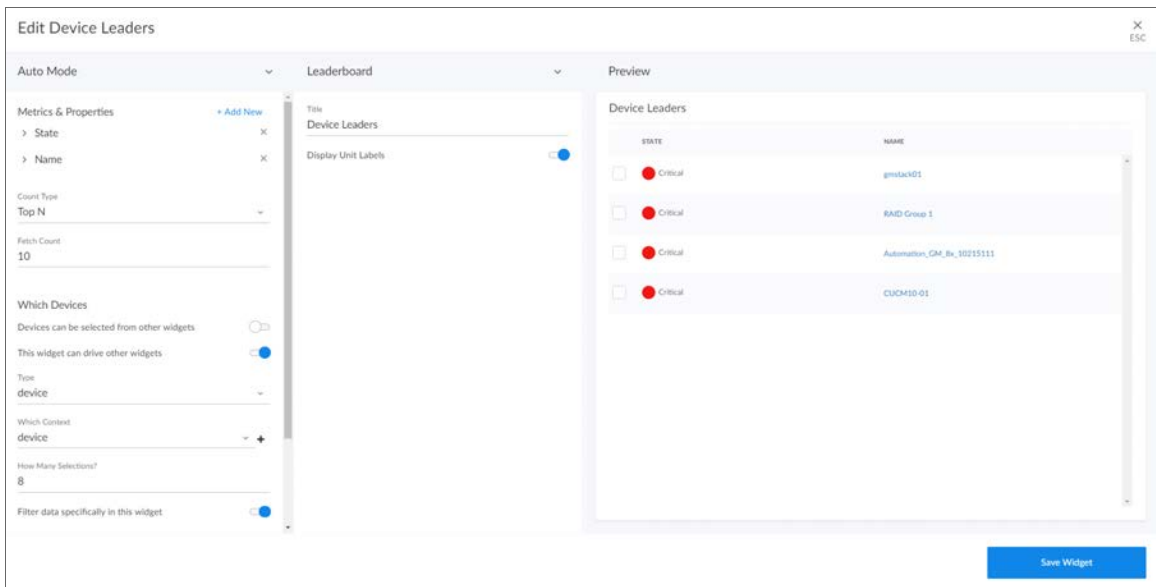 Edit Device Leaders
ESC
Auto Mode
Leaderboard
Preview
Metrics & Properties + Add New
State
Name
Count Type
Top N
Fetch Count
10
Which Devices
Devices can be selected from other widgets
This widget can drive other widgets
Type
device
Which Context
device
How Many Selections?
8
Filter data specifically in this widget
Title
Device Leaders
Display Unit Labels
Device Leaders
STATE NAME
Critical gmstack01
Critical RAID Group 1
Critical Automation_GM_8x_10215111
Critical CUCM10-01
Save Widget